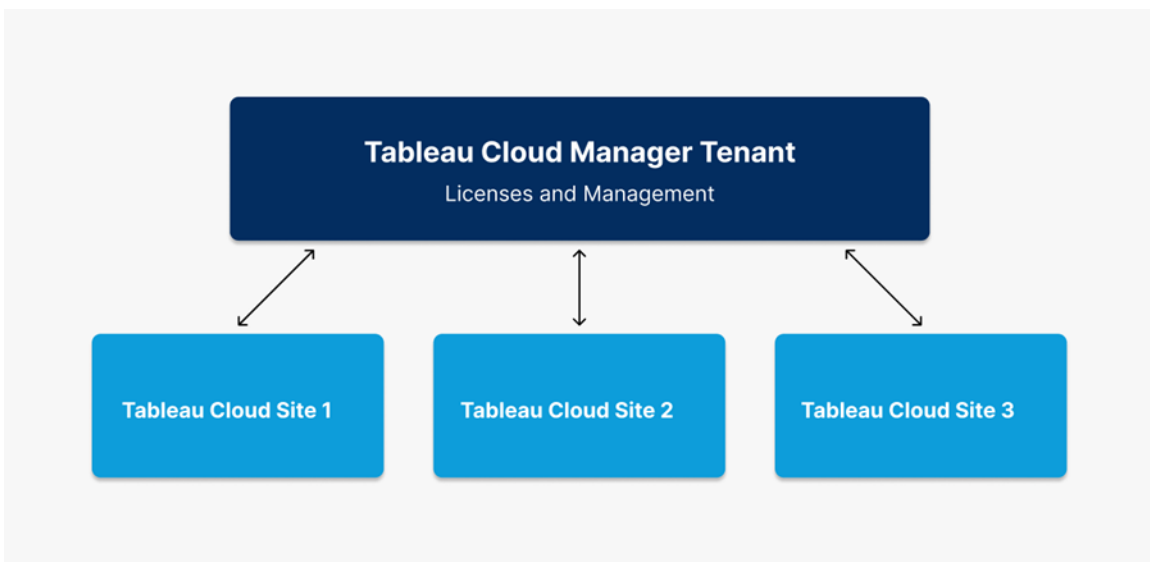 Tableau Cloud Manager Tenant
Licenses and Management
Tableau Cloud Site 1
Tableau Cloud Site 2
Tableau Cloud Site 3